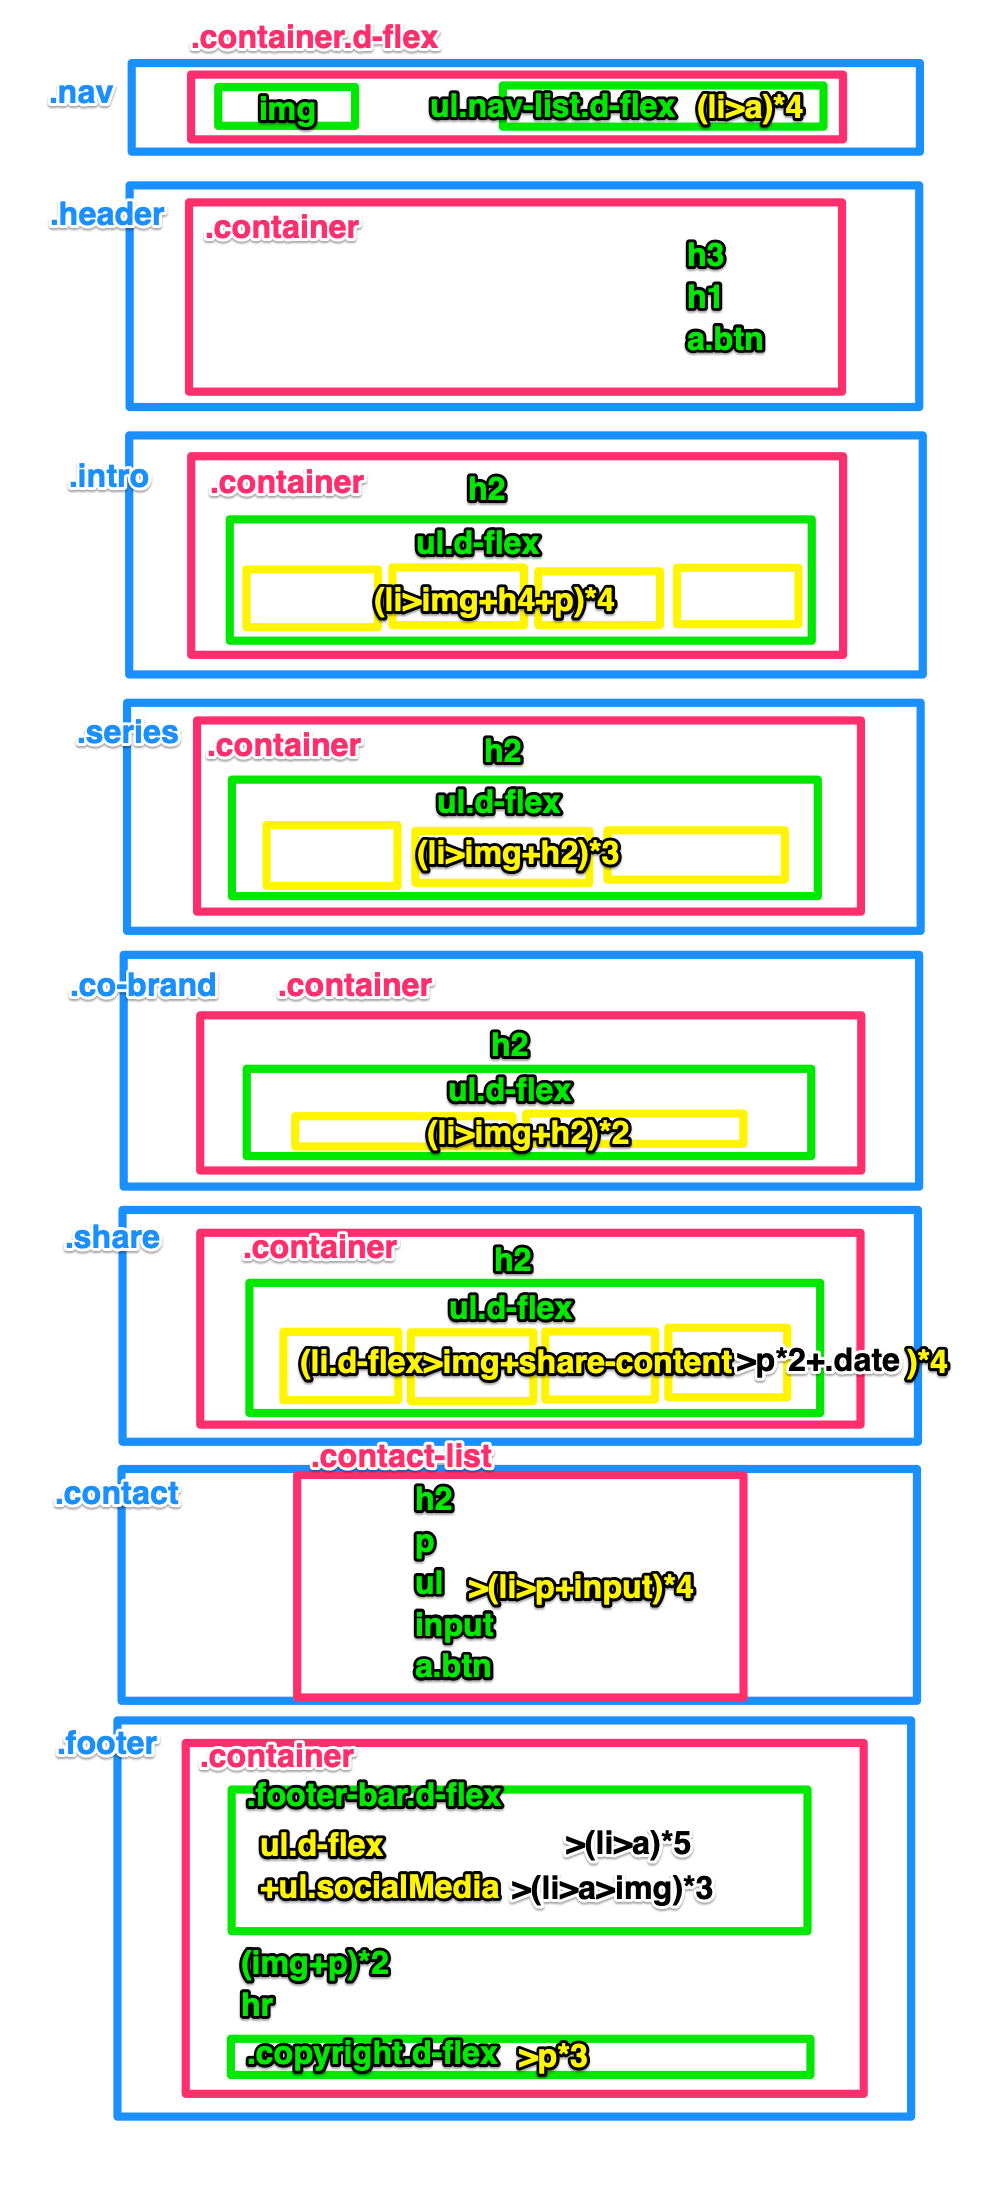 .container.d-flex
.nav
img
ul.nav-list.d-flex (li>a)*4
.header
.container
h3
h1
a.btn
.intro
.container
h2
ul.d-flex
(li>img+h4+p)*4
.series
.container
h2
ul.d-flex
(li>img+h2)*3
.co-brand
.container
h2
ul.d-flex
(li>img+h2)*2
.share
.container
h2
ul.d-flex
(li.d-flex>img+share-content>p*2+.date )*4
.contact-list
.contact
h2
p
ul >(li>p+input)*4
input
a.btn
.footer
.container
.footer-bar.d-flex
ul.d-flex >(li>a)*5
+ul.socialMedia >(li>a>img)*3
(img+p)*2
hr
.copyright.d-flex >p*3